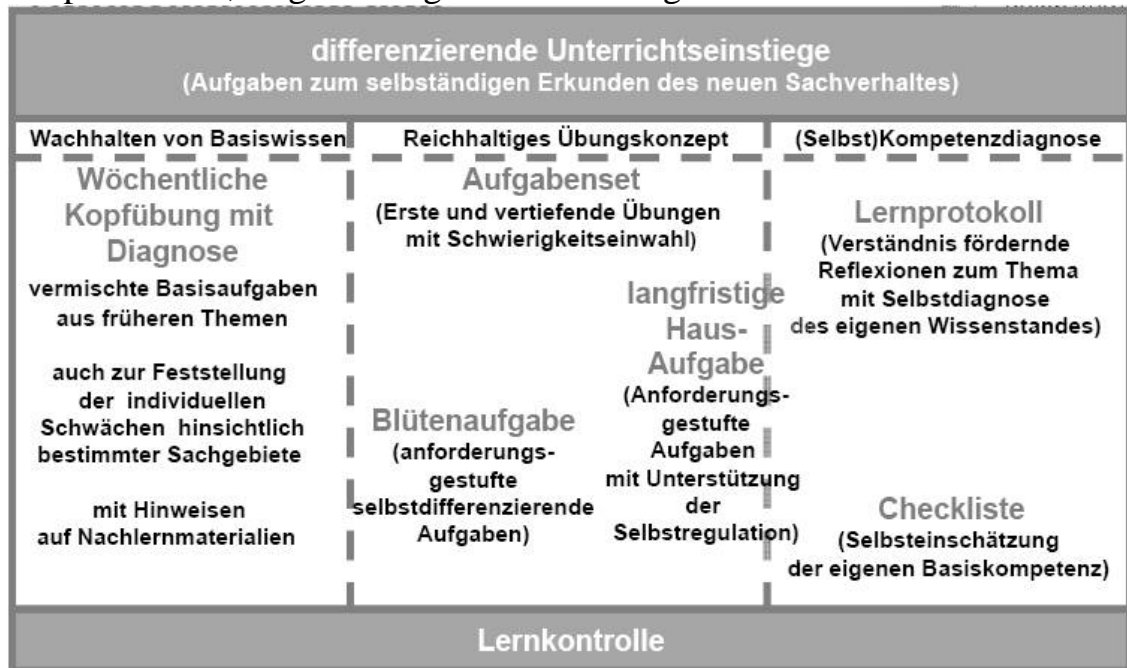 differenzierende Unterrichtseinstiege
(Aufgaben zum selbständigen Erkunden des neuen Sachverhaltes)
Wachhalten von Basiswissen
Wöchentliche
Kopfübung mit
Diagnose
vermischte Basisaufgaben
aus früheren Themen
auch zur Feststellung
der individuellen
Schwächen hinsichtlich
bestimmter Sachgebiete
mit Hinweisen
auf Nachlernmaterialien
Reichhaltiges Übungskonzept
Aufgabenset
(Erste und vertiefende Übungen
mit Schwierigkeitseinwahl)
Blütenaufgabe
(anforderungs-
gestufte
selbstdifferenzierende
Aufgaben)
langfristige
Haus-
Aufgabe
(Anforderungs-
gestufte
Aufgaben
mit Unterstützung
der
Selbstregulation)
(Selbst)Kompetenzdiagnose
Lernprotokoll
(Verständnis fördernde
Reflexionen zum Thema
mit Selbstdiagnose
des eigenen Wissenstandes)
Checkliste
(Selbsteinschätzung
der eigenen Basiskompetenz)
Lernkontrolle